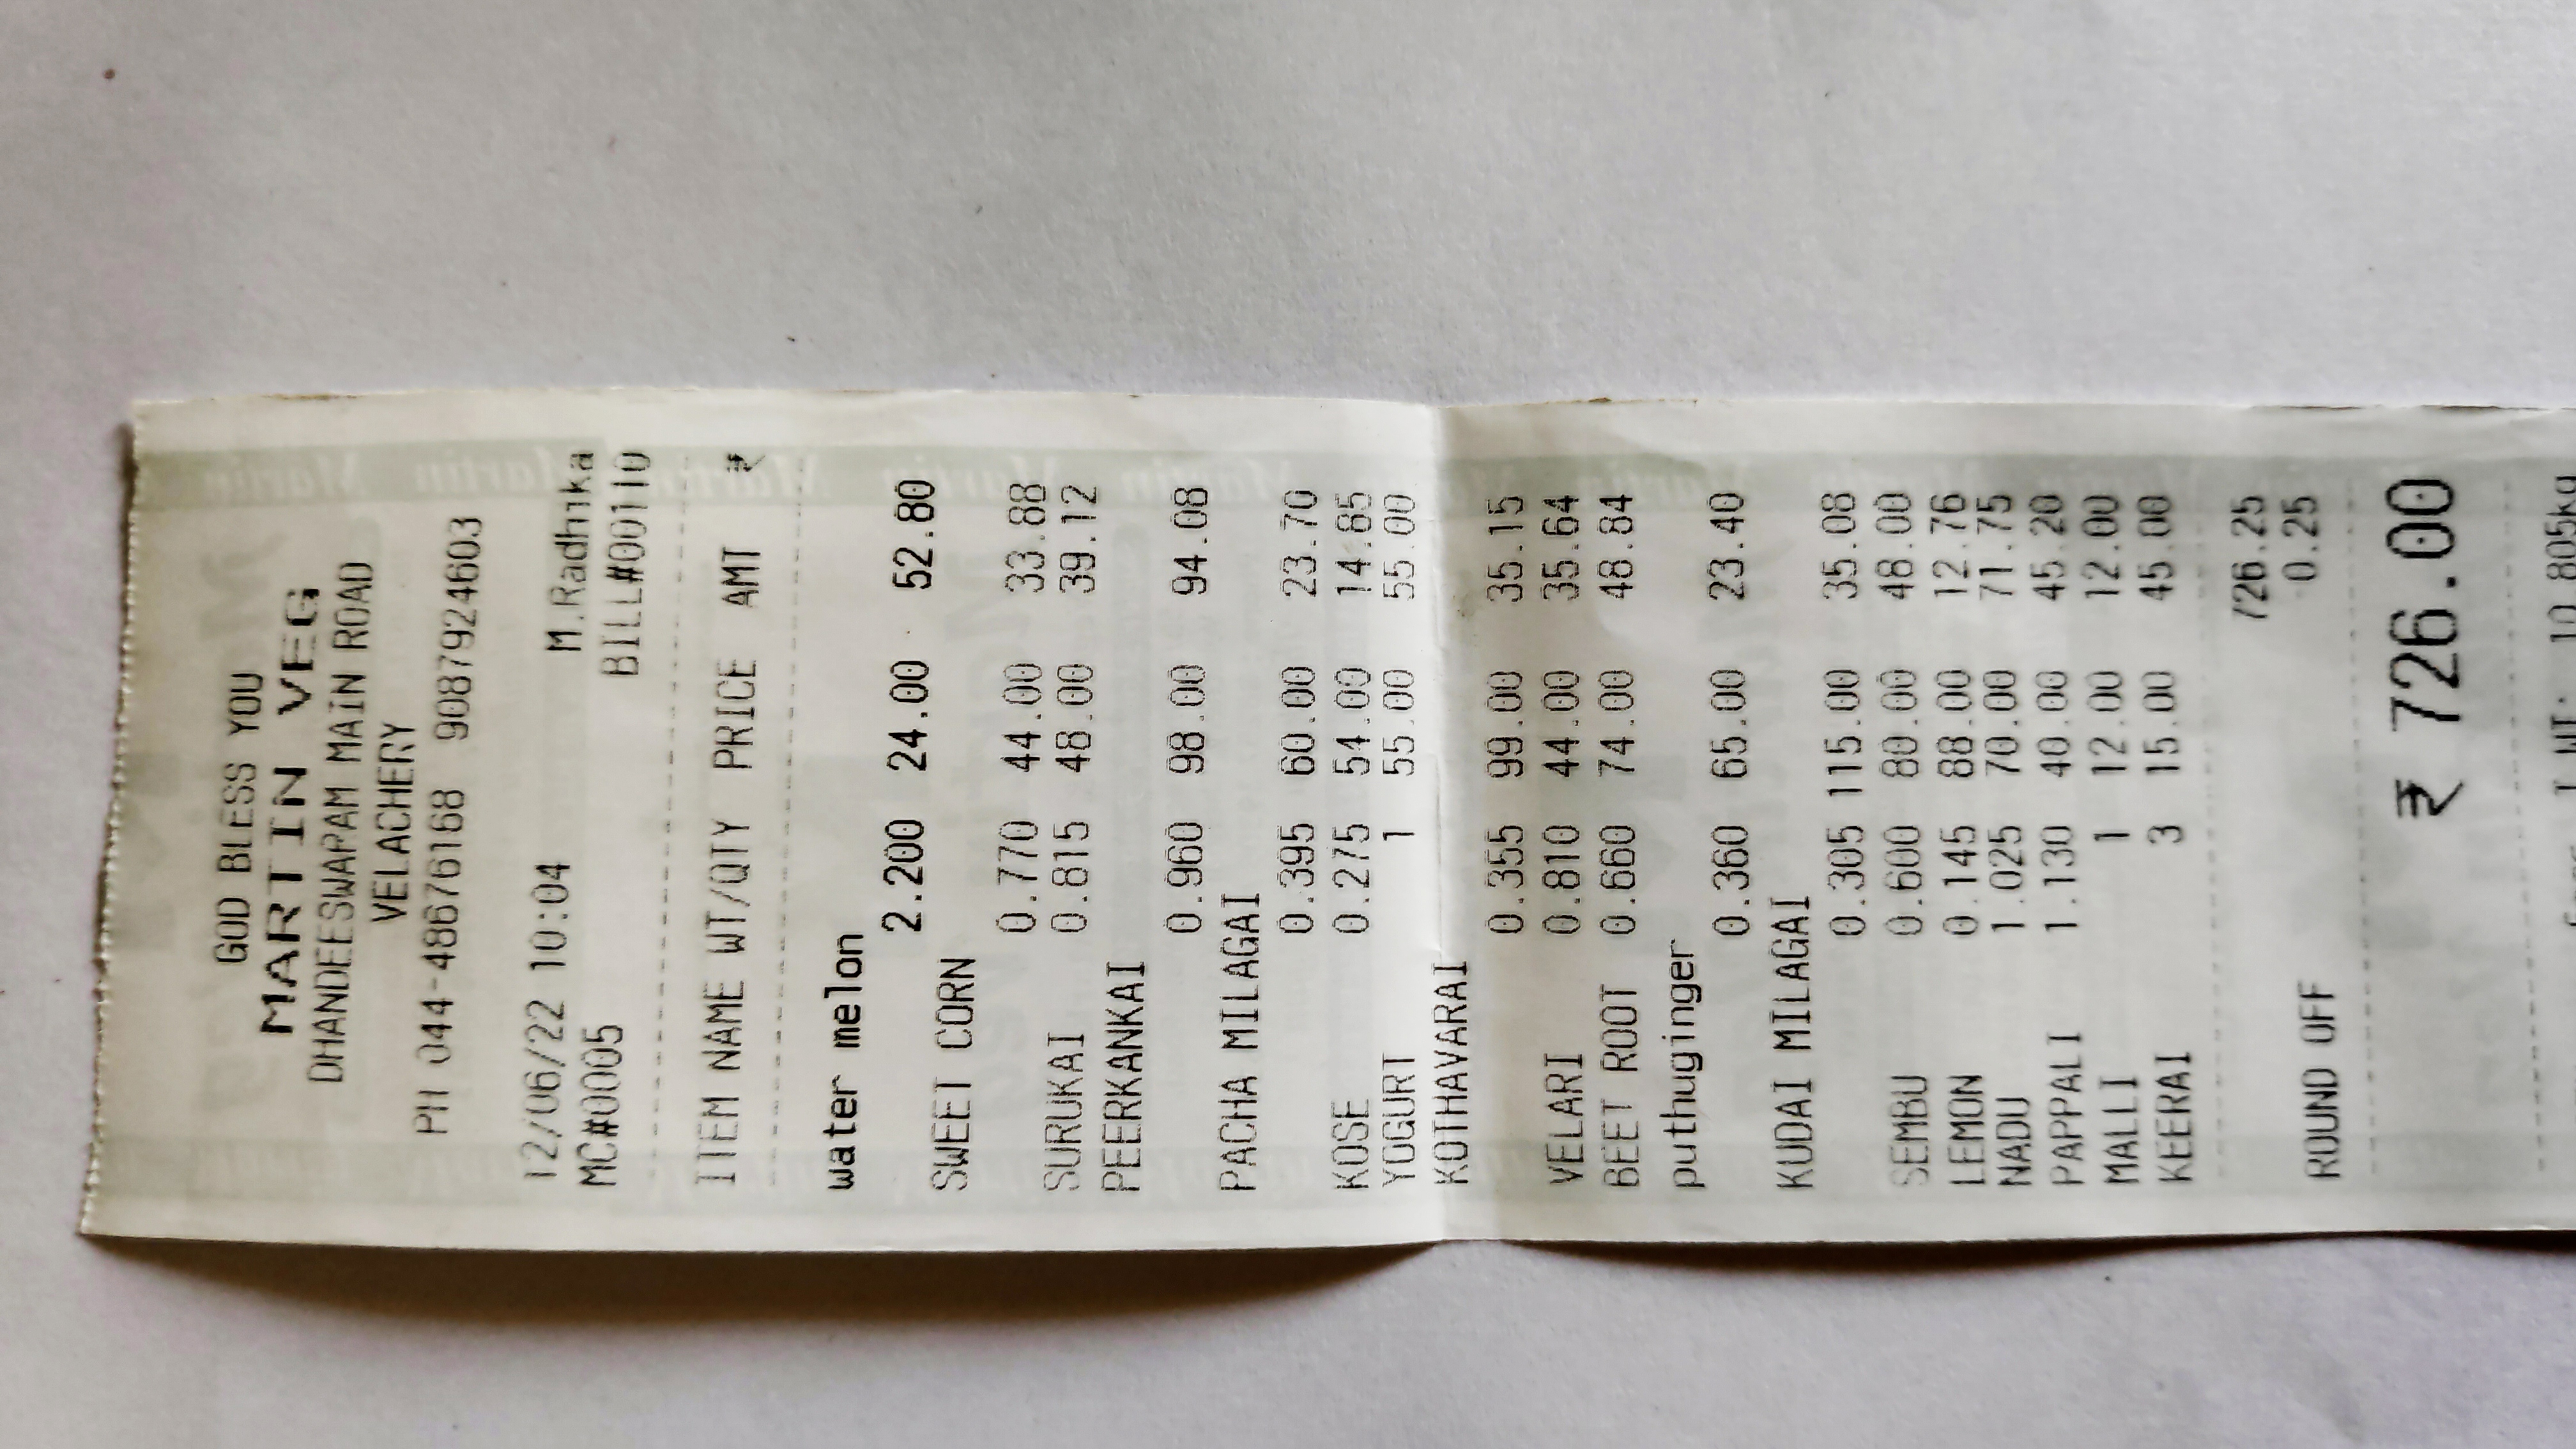 GOD BLESS YOU
MARTIN VEG
DHANDEESWARAM MAIN ROAD
VELACHERY
PH 044-48676168 9087924603
12/06/22 10:04 M.Radhika
MC#0005 BILL#00110
ITEM NAME WT/QTY PRICE AMT ₹
water melon
2.200 24.00 52.80
SWEET CORN
0.770 44.00 33.88
SURUKAI 0.815 48.00 39.12
PEERKANKAI
0.960 98.00 94.08
PACHA MILAGAI
0.395 60.00 23.70
KOSE 0.275 54.00 14.85
YOGURT 1 55.00 55.00
KOTHAVARAI
0.355 99.00 35.15
VELARI 0.810 44.00 35.64
BEET ROOT 0.660 74.00 48.84
puthuginger
0.360 65.00 23.40
KUDAI MILAGAI
0.305 115.00 35.08
SEMBU 0.600 80.00 48.00
LEMON 0.145 88.00 12.76
NADU 1.025 70.00 71.75
PAPPALI 1.130 40.00 45.20
MALLI 1 12.00 12.00
KEERAI 3 15.00 45.00
726.25
ROUND OFF 0.25
₹ 726.00
T.WT: 10.805kg